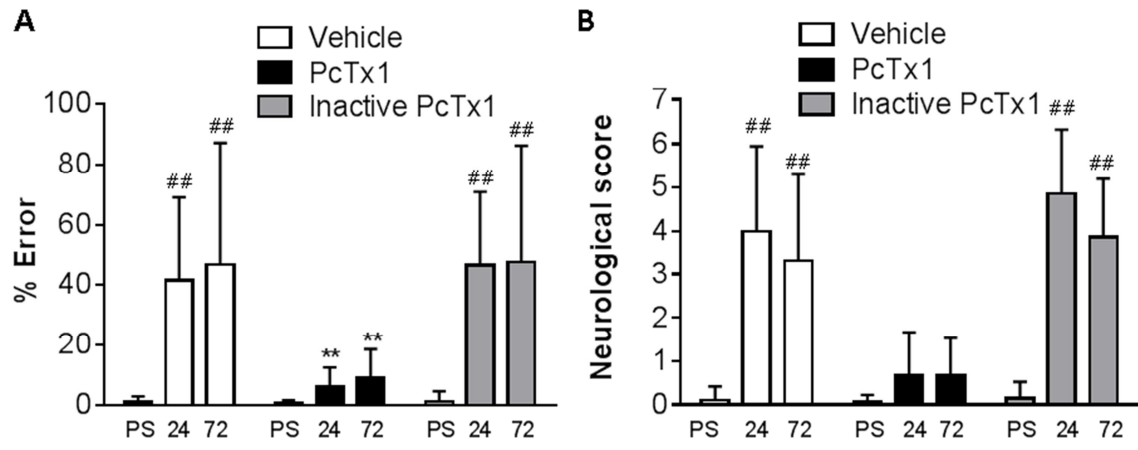 A
Vehicle
PcTx1
Inactive PcTx1
% Error
100
80
60
40
20
0
##
##
**
**
##
##
PS 24 72 PS 24 72 PS 24 72
B
Vehicle
PcTx1
Inactive PcTx1
Neurological score
7
6
5
4
3
2
1
0
##
##
##
##
PS 24 72 PS 24 72 PS 24 72